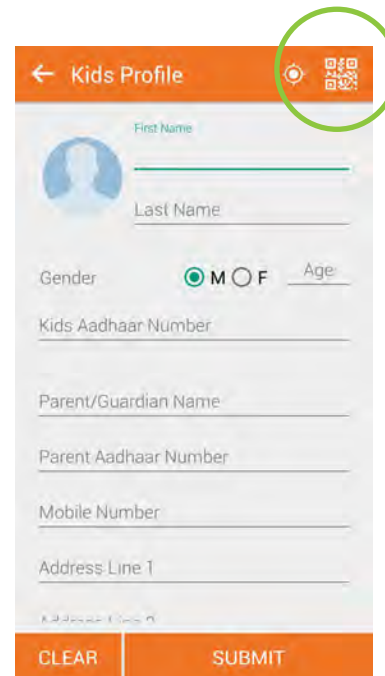 Kids Profile
First Name
Last Name
Gender M F Age
Kids Aadhaar Number
Parent/Guardian Name
Parent Aadhaar Number
Mobile Number
Address Line 1
CLEAR SUBMIT